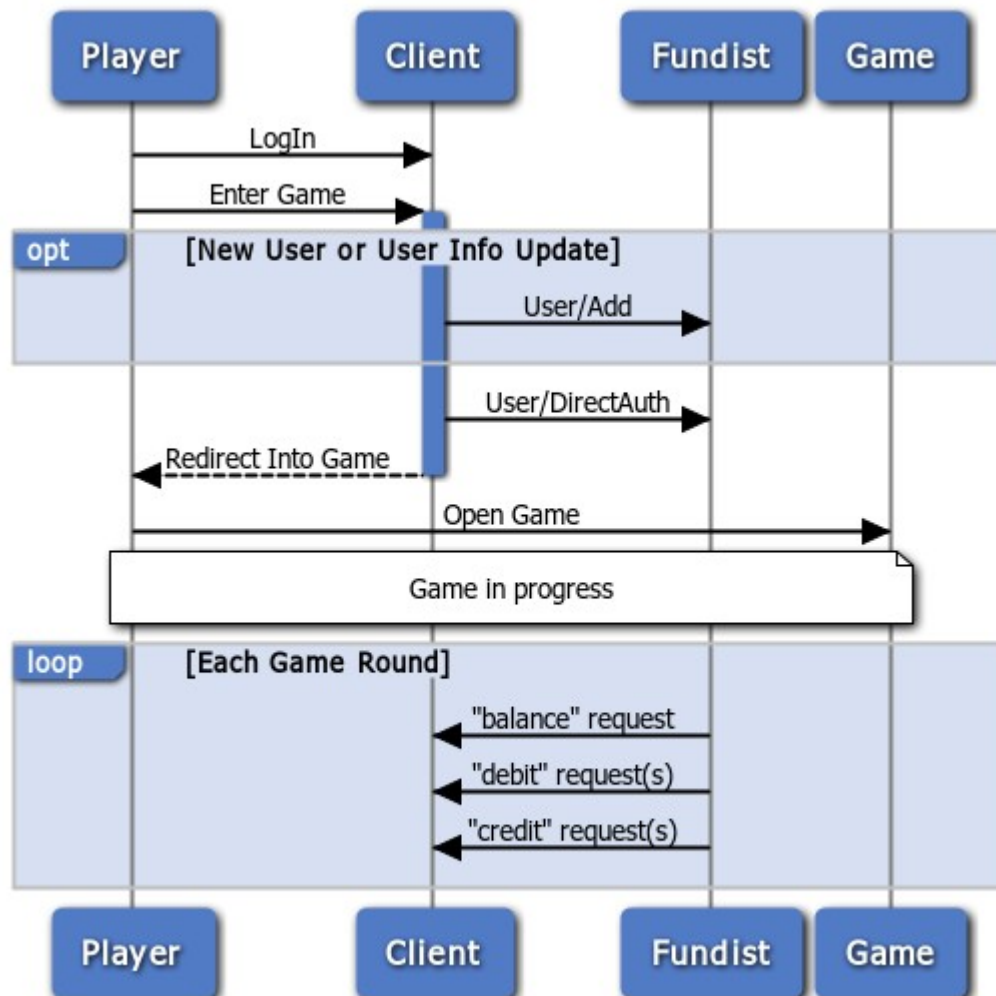 Player Client Fundist Game
LogIn
Enter Game
opt [New User or User Info Update]
User/Add
User/DirectAuth
Redirect Into Game
Open Game
Game in progress
loop [Each Game Round]
"balance" request
"debit" request(s)
"credit" request(s)
Player Client Fundist Game